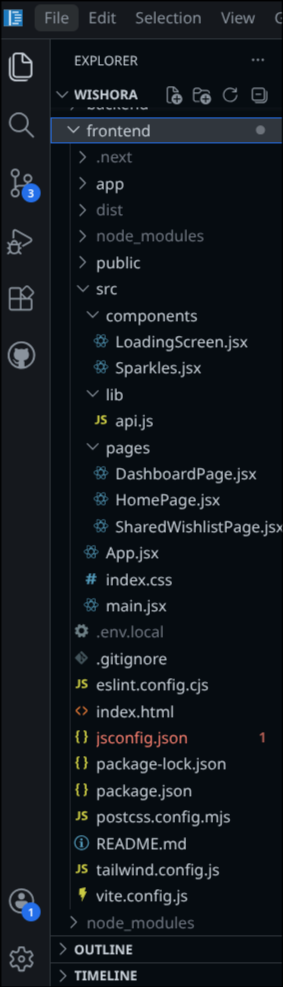 File Edit Selection View G
EXPLORER
WISHORA
backend
frontend
.next
app
dist
node_modules
public
src
components
LoadingScreen.jsx
Sparkles.jsx
lib
JS api.js
pages
DashboardPage.jsx
HomePage.jsx
SharedWishlistPage.jsx
App.jsx
# index.css
main.jsx
.env.local
.gitignore
JS eslint.config.cjs
<> index.html
{} jsconfig.json 1
{} package-lock.json
{} package.json
JS postcss.config.mjs
README.md
JS tailwind.config.js
vite.config.js
node_modules
OUTLINE
TIMELINE
3
1